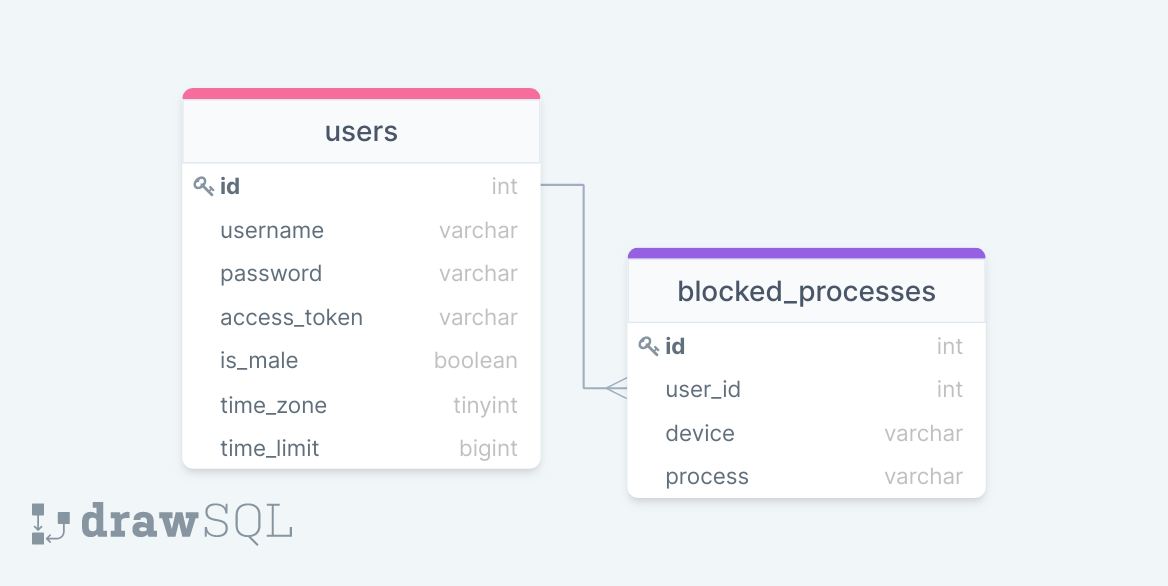 users
id int
username varchar
password varchar
access_token varchar
is_male boolean
time_zone tinyint
time_limit bigint
blocked_processes
id int
user_id int
device varchar
process varchar
drawSQL